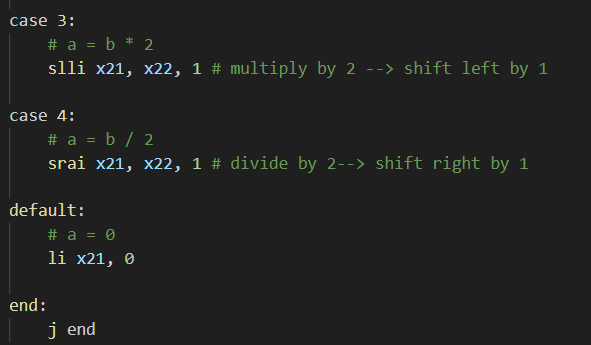 case 3:
# a = b * 2
slli x21, x22, 1 # multiply by 2 --> shift left by 1
case 4:
# a = b / 2
srai x21, x22, 1 # divide by 2--> shift right by 1
default:
# a = 0
li x21, 0
end:
j end